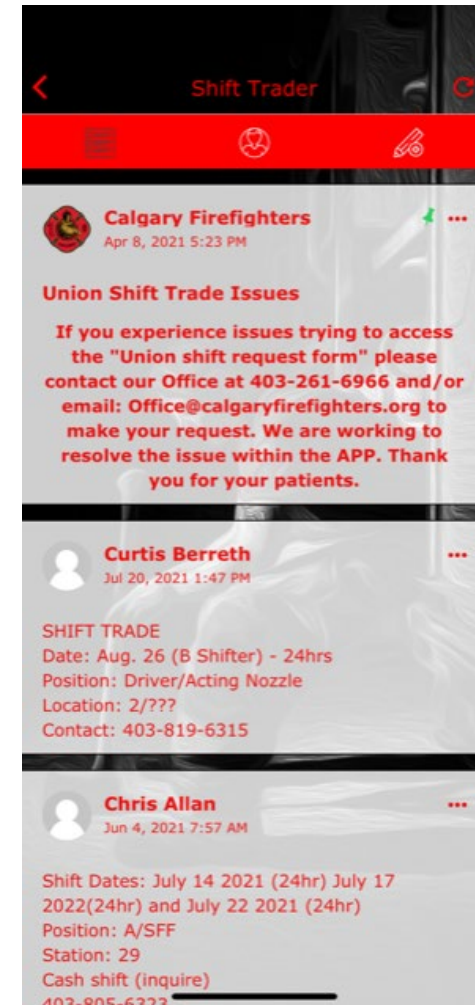 Shift Trader
Calgary Firefighters
Apr 8, 2021 5:23 PM
Union Shift Trade Issues
If you experience issues trying to access
the "Union shift request form" please
contact our Office at 403-261-6966 and/or
email: Office@calgaryfirefighters.org to
make your request. We are working to
resolve the issue within the APP. Thank
you for your patients.
Curtis Berreth
Jul 20, 2021 1:47 PM
SHIFT TRADE
Date: Aug. 26 (B Shifter) - 24hrs
Position: Driver/Acting Nozzle
Location: 2/???
Contact: 403-819-6315
Chris Allan
Jun 4, 2021 7:57 AM
Shift Dates: July 14 2021 (24hr) July 17
2022(24hr) and July 22 2021 (24hr)
Position: A/SFF
Station: 29
Cash shift (inquire)
403-805-6323